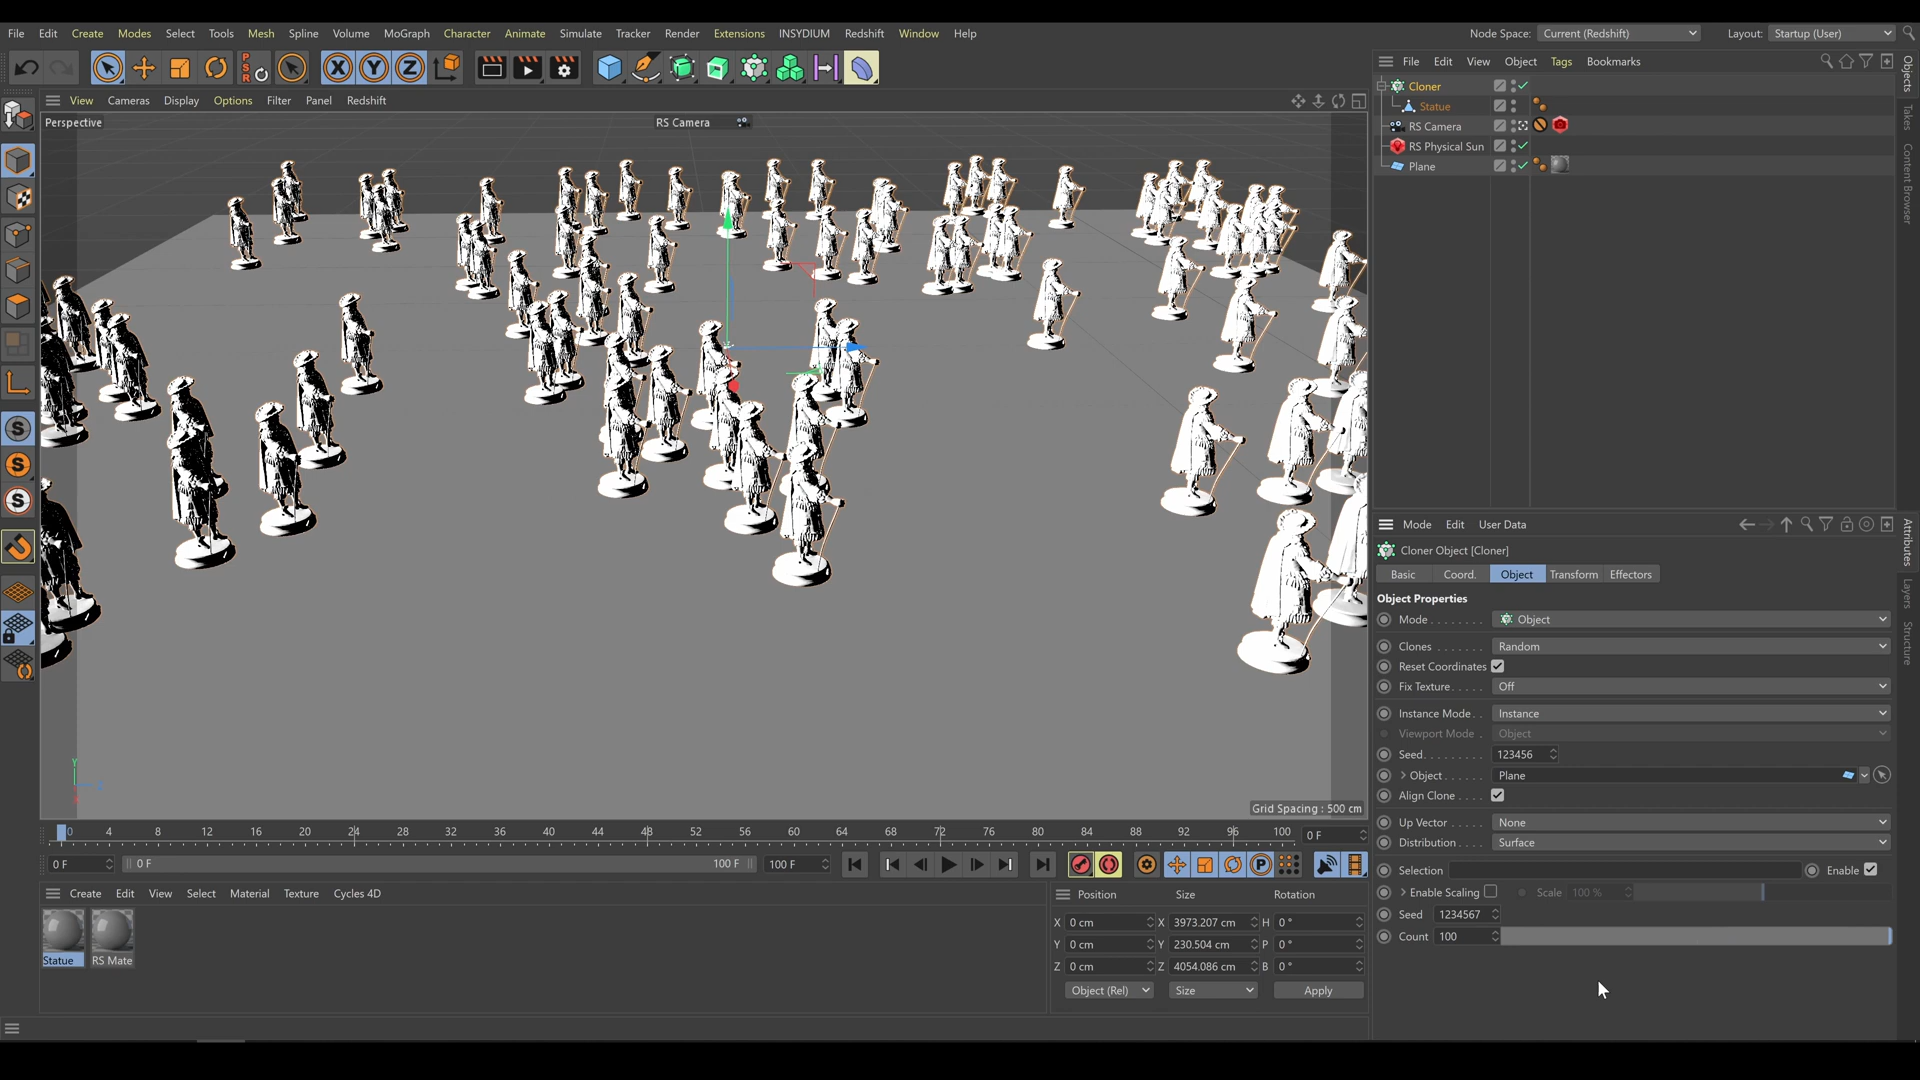 File Edit Create Modes Select Tools Mesh Spline Volume MoGraph Character Animate Simulate Tracker Render Redshift Extensions INSYDIUM Window Help
Node Space: Current (Redshift) Layout: Startup (User)
PSR X Y Z
File Edit View Object Tags Bookmarks
View Cameras Display Options Filter Panel Redshift
Perspective
RS Camera
Cloner
Statue
RS Camera
RS Physical Sun
Plane
Objects
Takes
Content Browser
S
S
S
Mode Edit User Data
Cloner Object [Cloner]
Basic Coord. Object Transform Effectors
Object Properties
Mode . . . . . . . . Object
Clones . . . . . . . Random
Reset Coordinates
Fix Texture . . . . . Off
Instance Mode . . Instance
Viewport Mode . Object
Seed . . . . . . . . . 123456
Object . . . . . . Plane
Align Clone . . . .
Up Vector . . . . . None
Distribution . . . . Surface
Selection Enable
Enable Scaling Scale 100 %
Seed 1234567
Count 100
Attributes
Layers
Structure
Y
Grid Spacing : 500 cm
0 4 8 12 16 20 24 28 32 36 40 44 48 52 56 60 64 68 72 76 80 84 88 92 96 100 0 F
0 F 0 F 100 F 100 F P
Create Edit View Select Material Texture Cycles 4D
Statue RS Mate
Position Size Rotation
X 0 cm X 3973.207 cm H 0 °
Y 0 cm Y 230.504 cm P 0 °
Z 0 cm Z 4054.086 cm B 0 °
Object (Rel) Size Apply